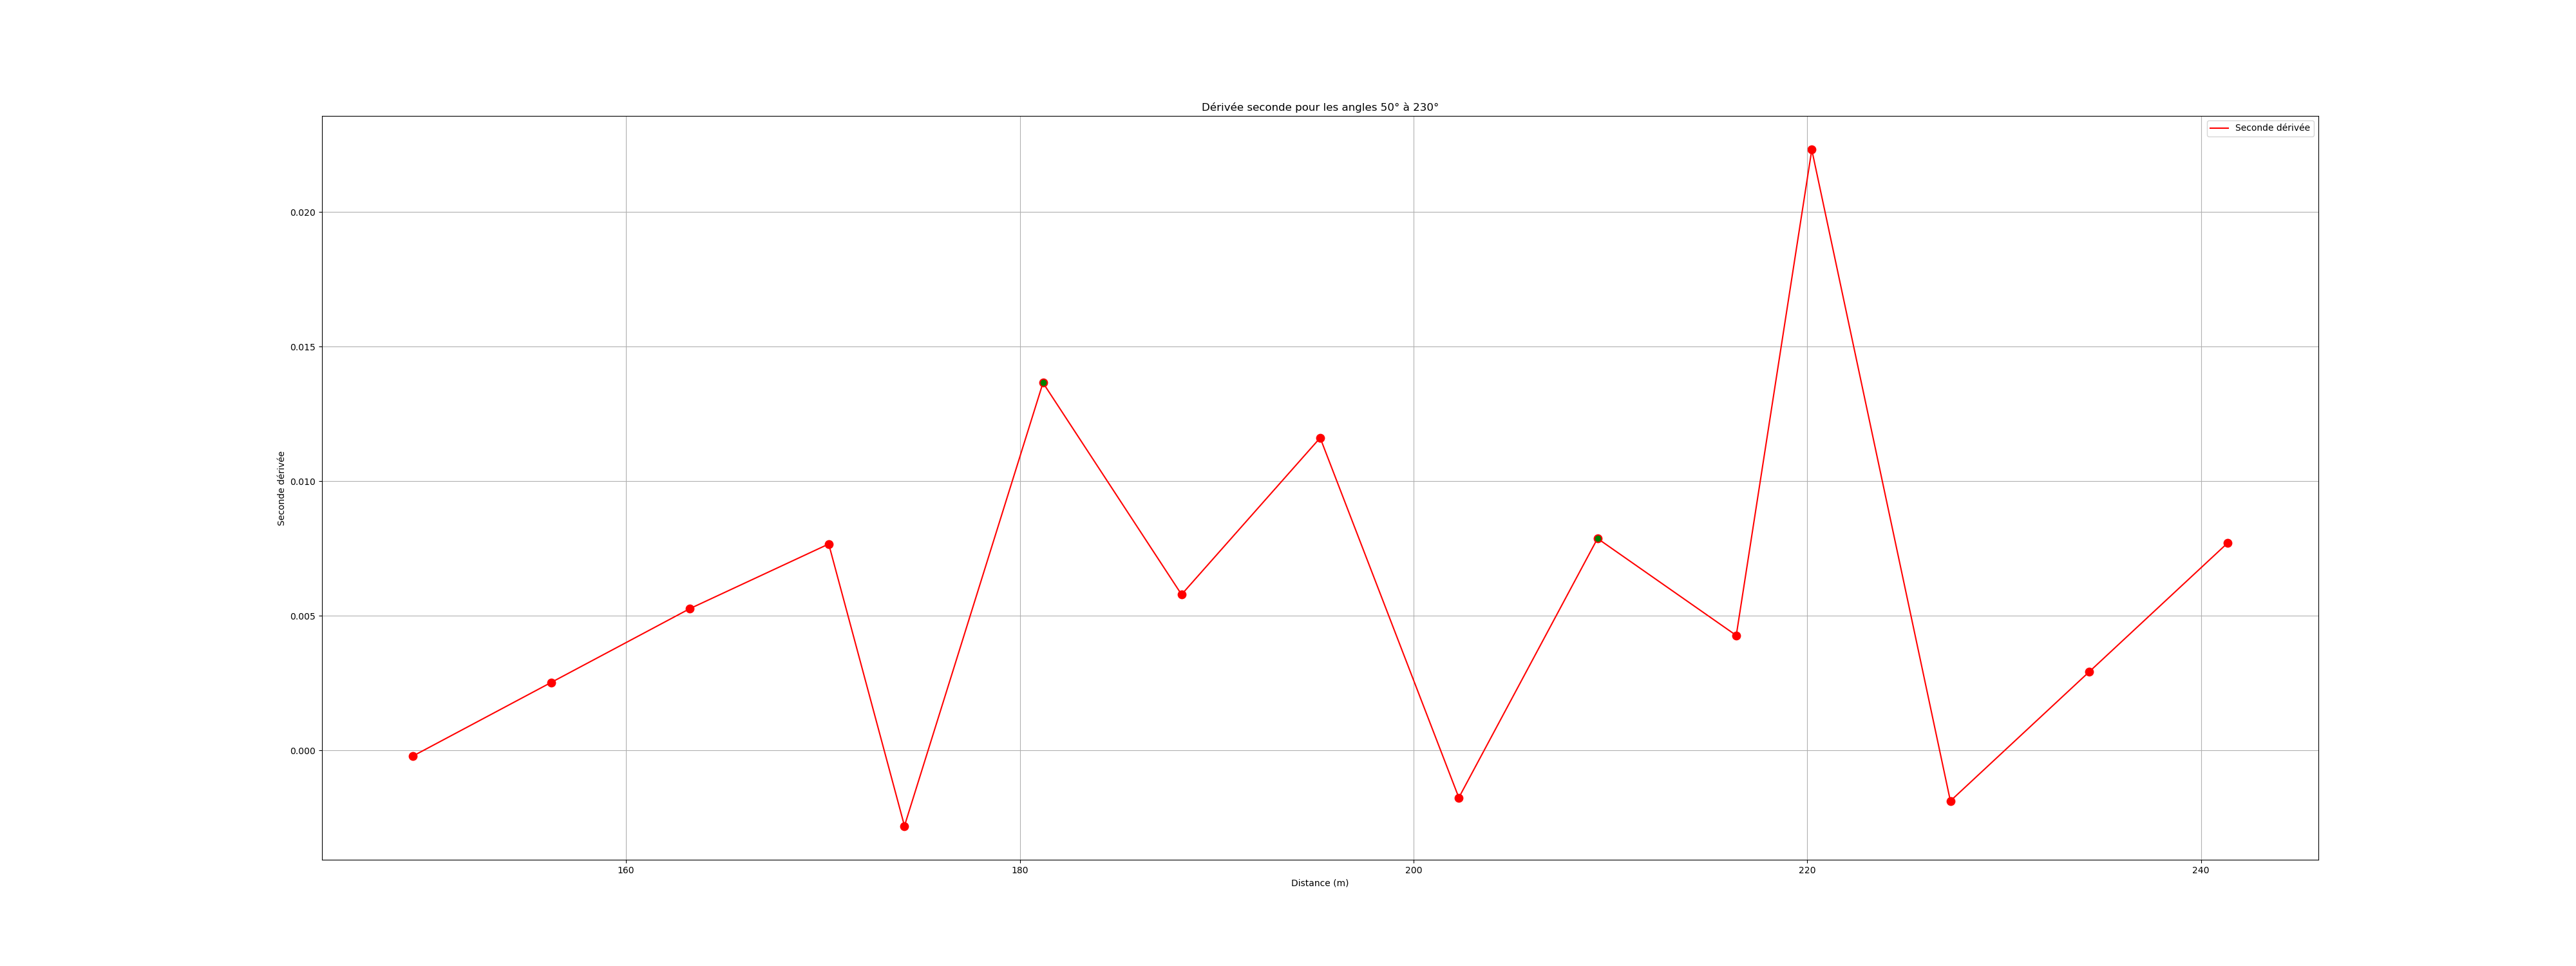 Dérivée seconde pour les angles 50° à 230°
Seconde dérivée
0.020
0.015
0.010
0.005
0.000
Seconde dérivée
160
180
200
220
240
Distance (m)